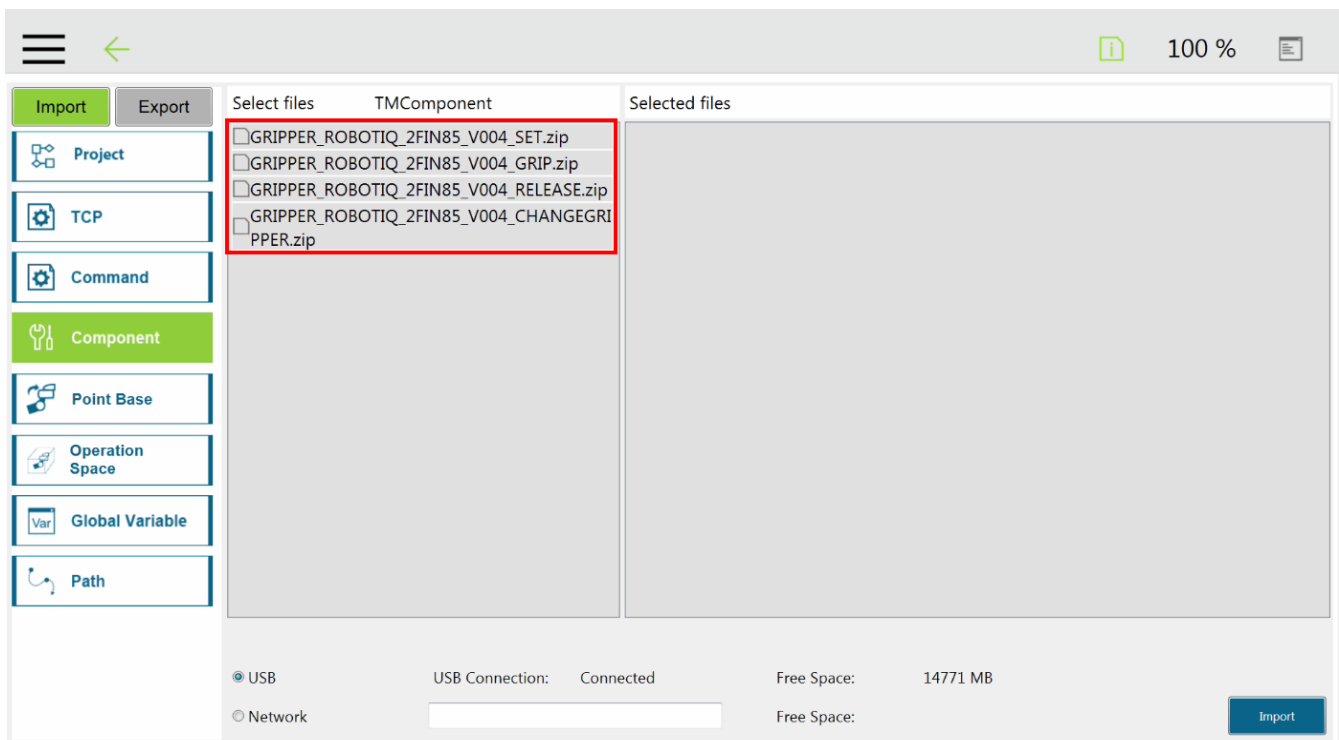 100 %
Import Export
Select files TMComponent
Selected files
Project
TCP
Command
Component
Point Base
Operation
Space
Global Variable
Var
Path
GRIPPER_ROBOTIQ_2FIN85_V004_SET.zip
GRIPPER_ROBOTIQ_2FIN85_V004_GRIP.zip
GRIPPER_ROBOTIQ_2FIN85_V004_RELEASE.zip
GRIPPER_ROBOTIQ_2FIN85_V004_CHANGEGRI
PPER.zip
USB USB Connection: Connected Free Space: 14771 MB
Network Free Space:
Import